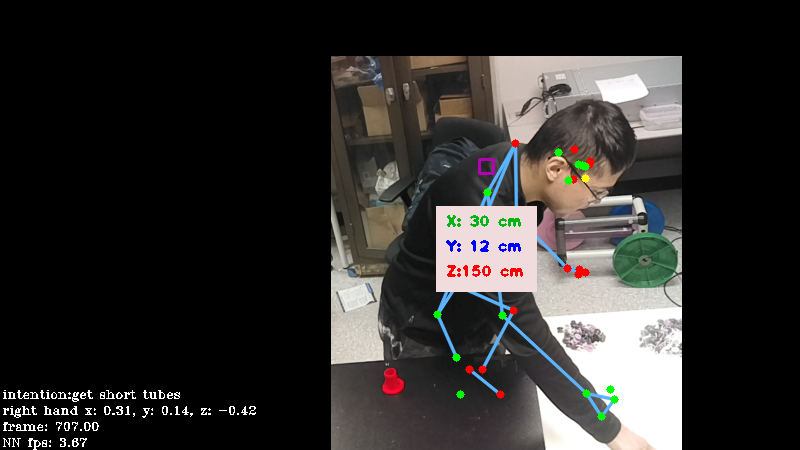 X: 30 cm
Y: 12 cm
Z:150 cm
intention:get short tubes
right hand x: 0.31, y: 0.14, z: −0.42
frame: 707.00
NN fps: 3.67